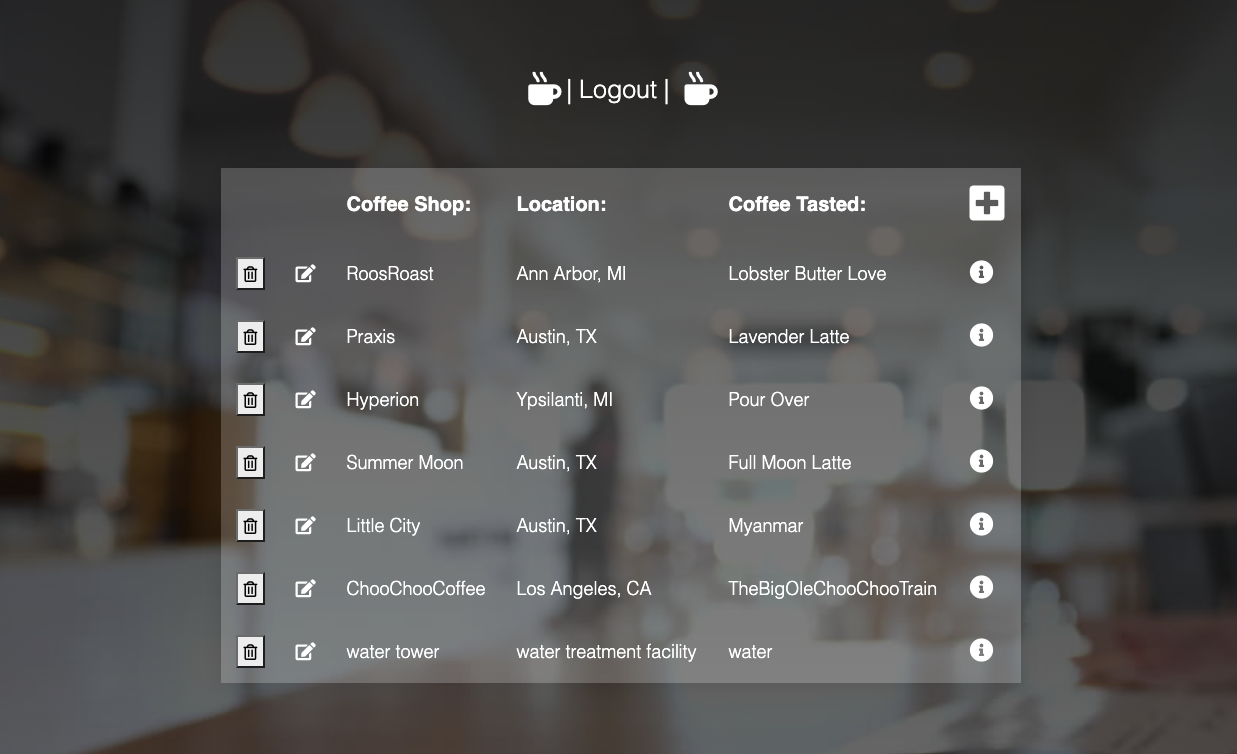 | Logout |
Coffee Shop: Location: Coffee Tasted:
RoosRoast Ann Arbor, MI Lobster Butter Love
Praxis Austin, TX Lavender Latte
Hyperion Ypsilanti, MI Pour Over
Summer Moon Austin, TX Full Moon Latte
Little City Austin, TX Myanmar
ChooChooCoffee Los Angeles, CA TheBigOleChooChooTrain
water tower water treatment facility water